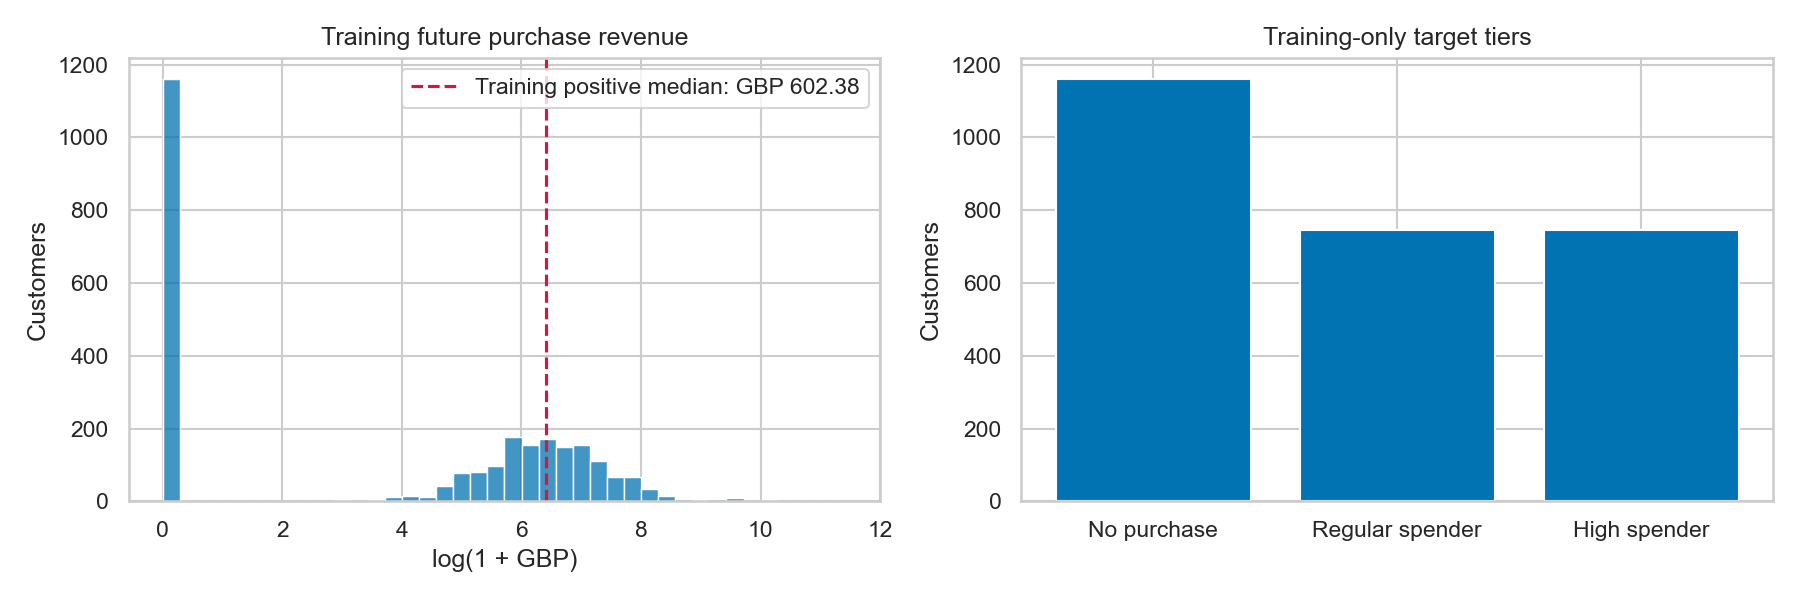 Training future purchase revenue
1200
1000
800
600
400
200
0
Customers
Training positive median: GBP 602.38
0 2 4 6 8 10 12
log(1 + GBP)
Training-only target tiers
1200
1000
800
600
400
200
0
Customers
No purchase Regular spender High spender